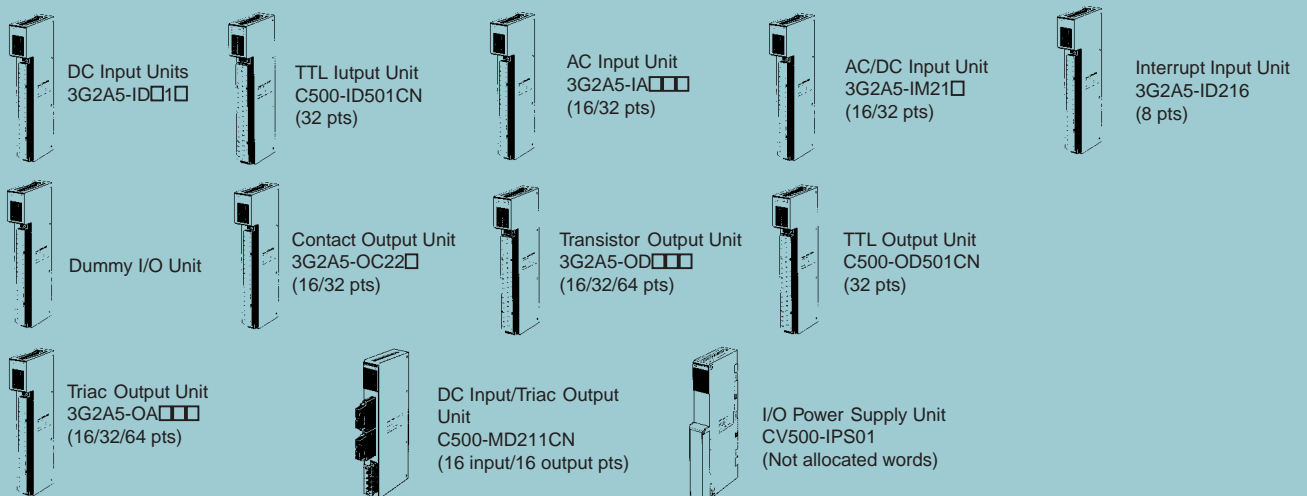 DC Input Units
3G2A5-ID□1□
TTL Iutput Unit
C500-ID501CN
(32 pts)
AC Input Unit
3G2A5-IA□□□
(16/32 pts)
AC/DC Input Unit
3G2A5-IM21□
(16/32 pts)
Interrupt Input Unit
3G2A5-ID216
(8 pts)
Dummy I/O Unit
Contact Output Unit
3G2A5-OC22□
(16/32 pts)
Transistor Output Unit
3G2A5-OD□□□
(16/32/64 pts)
TTL Output Unit
C500-OD501CN
(32 pts)
Triac Output Unit
3G2A5-OA□□□
(16/32/64 pts)
DC Input/Triac Output
Unit
C500-MD211CN
(16 input/16 output pts)
I/O Power Supply Unit
CV500-IPS01
(Not allocated words)